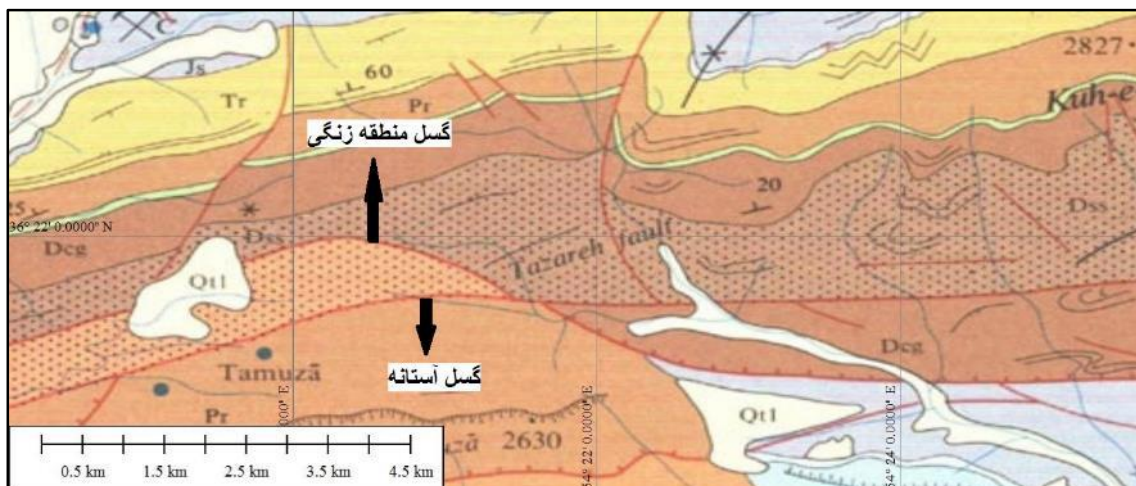 C
Js
60
2827
Tr
Pr
Kuh-e
گسل منطقه زنگی
20
25
36° 22' 0.0000" N
Dss
Dcg
Dss
Qt1
Tazareh fault
Tamuzā
گسل آستانه
Dcg
Pr
Qt1
2630
54° 22' 0.0000" E
54° 24' 0.0000" E
0.5 km 1.5 km 2.5 km 3.5 km 4.5 km